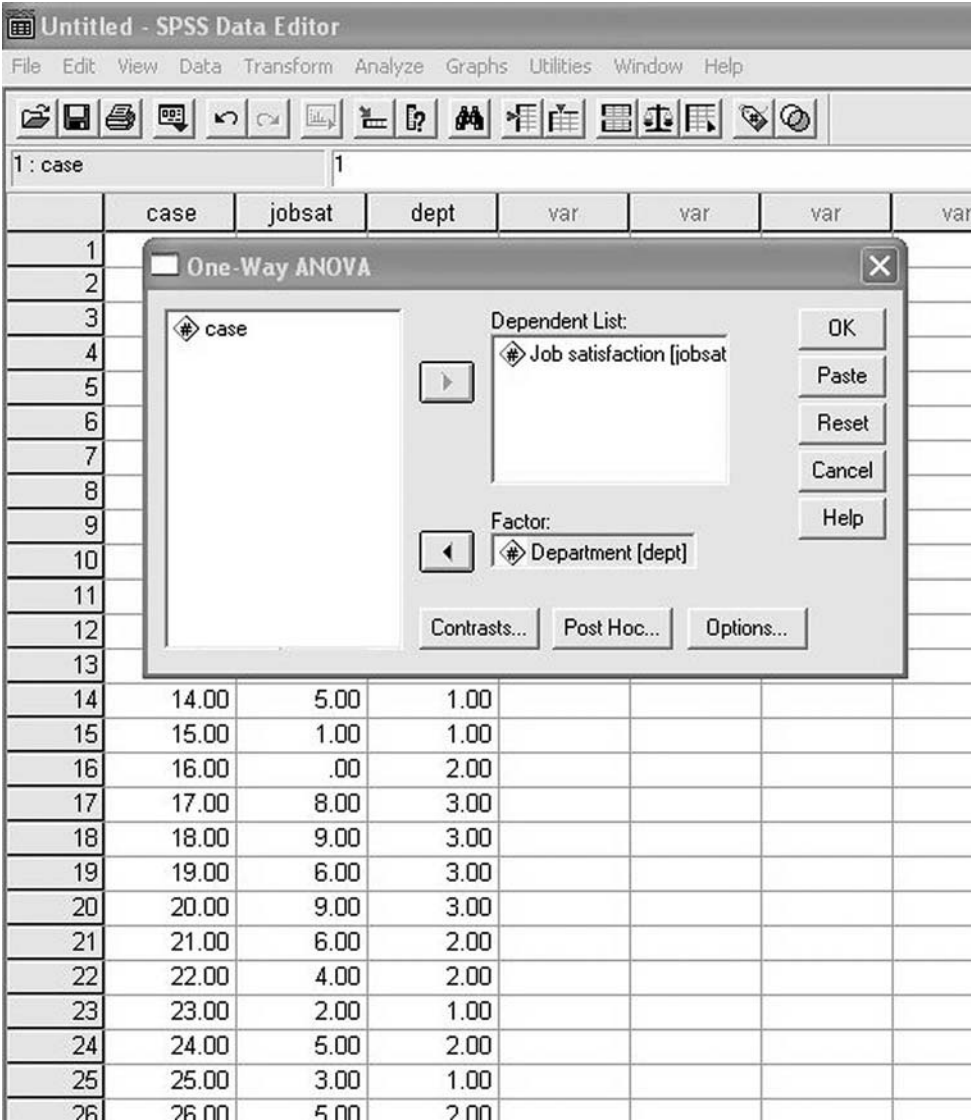 Untitled - SPSS Data Editor
File Edit View Data Transform Analyze Graphs Utilities Window Help
1 : case 1
case jobsat dept var var var var
1
2
3
4
5
6
7
8
9
10
11
12
13
One-Way ANOVA
case
Dependent List:
Job satisfaction [jobsat
Factor:
Department [dept]
OK
Paste
Reset
Cancel
Help
Contrasts... Post Hoc... Options...
14 14.00 5.00 1.00
15 15.00 1.00 1.00
16 16.00 .00 2.00
17 17.00 8.00 3.00
18 18.00 9.00 3.00
19 19.00 6.00 3.00
20 20.00 9.00 3.00
21 21.00 6.00 2.00
22 22.00 4.00 2.00
23 23.00 2.00 1.00
24 24.00 5.00 2.00
25 25.00 3.00 1.00
26 26.00 5.00 2.00